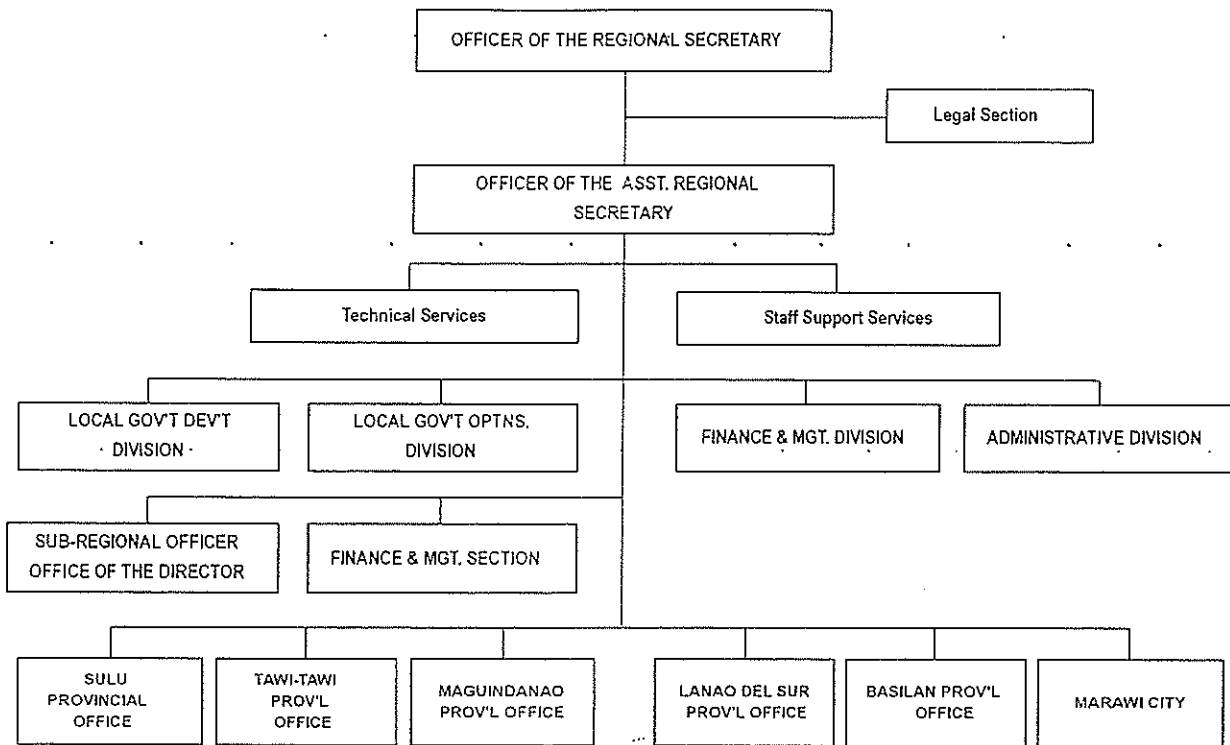 OFFICER OF THE REGIONAL SECRETARY
Legal Section
OFFICER OF THE ASST. REGIONAL
SECRETARY
Technical Services
Staff Support Services
LOCAL GOV'T DEV'T
DIVISION
LOCAL GOV'T OPTNS.
DIVISION
FINANCE & MGT. DIVISION
ADMINISTRATIVE DIVISION
SUB-REGIONAL OFFICER
OFFICE OF THE DIRECTOR
FINANCE & MGT. SECTION
SULU
PROVINCIAL
OFFICE
TAWI-TAWI
PROV'L
OFFICE
MAGUINDANAO
PROV'L OFFICE
LANAO DEL SUR
PROV'L OFFICE
BASILAN PROV'L
OFFICE
MARAWI CITY